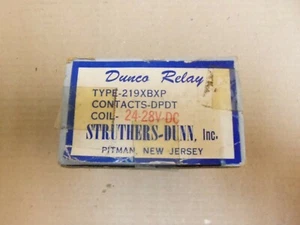 Dunco Relay
TYPE-219XBXP
CONTACTS-DPDT
COIL- 24-28V-DC
STRUTHERS-DUNN, Inc.
PITMAN, NEW JERSEY